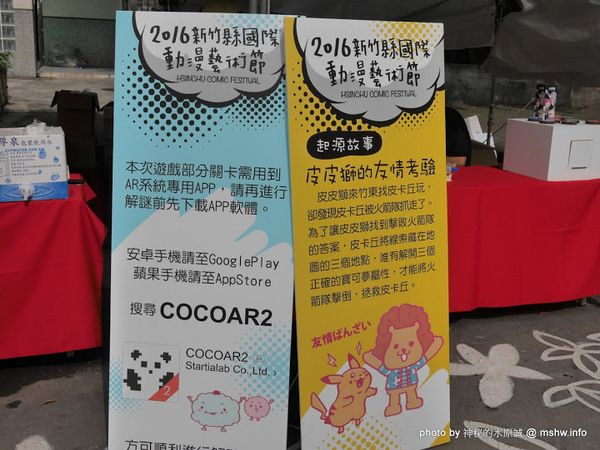 2016新竹縣國際
動漫藝術節
HSINCHU COMIC FESTIVAL
本次遊戲部分關卡需用到
AR系統專用APP，請再進行
解謎前先下載APP軟體。
安卓手機請至GooglePlay
蘋果手機請至AppStore
搜尋 COCOAR2
COCOAR2
Startialab Co.,Ltd. ›
2
2016新竹縣國際
動漫藝術節
HSINCHU COMIC FESTIVAL
起源故事
皮皮獅的友情考驗
皮皮獅來竹東找皮卡丘玩，
卻發現皮卡丘被火箭隊抓走了。
為了讓皮皮獅找到擊敗火箭隊
的答案，皮卡丘將線索藏在地
圖的三個地點，唯有解開三個
正確的寶可夢屬性，才能將火
箭隊擊倒，拯救皮卡丘。
友情ばんざい
photo by 神秘的水原誠 @ mshw.info